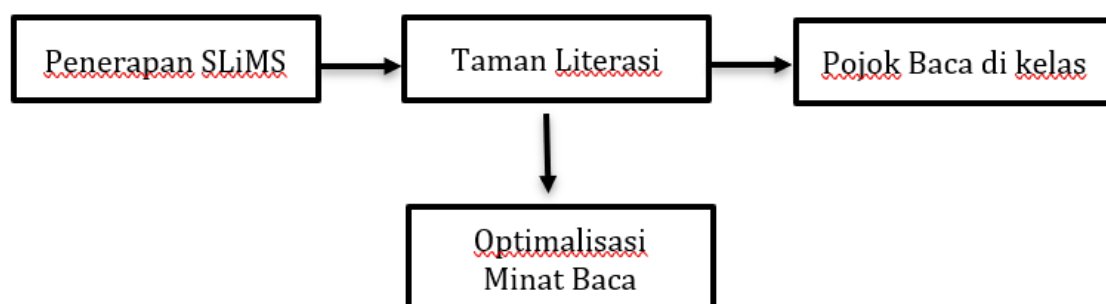 Penerapan SLiMS
Taman Literasi
Pojok Baca di kelas
Optimalisasi
Minat Baca